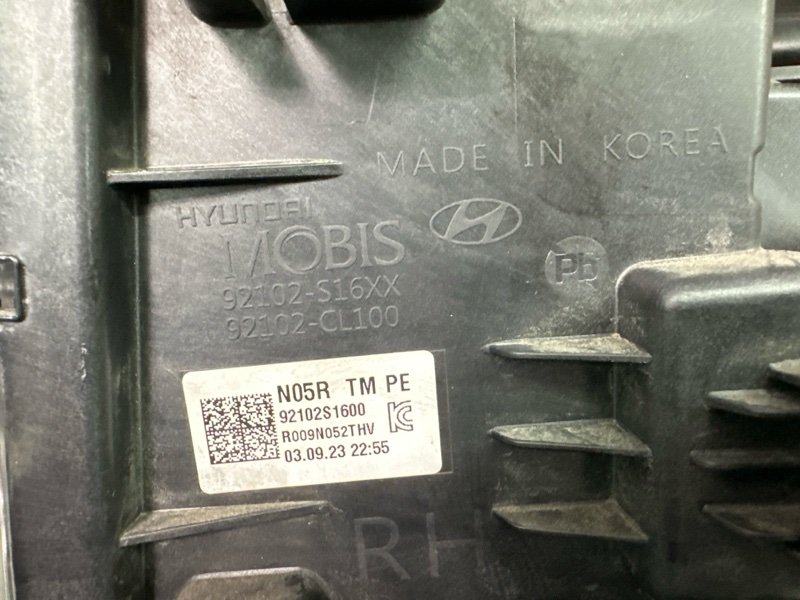 MADE IN KOREA
HYUNDAI
MOBIS
Pb
92102-S16XX
92102-CL100
N05R TM PE
92102S1600
R009N052THV
03.09.23 22:55
RH